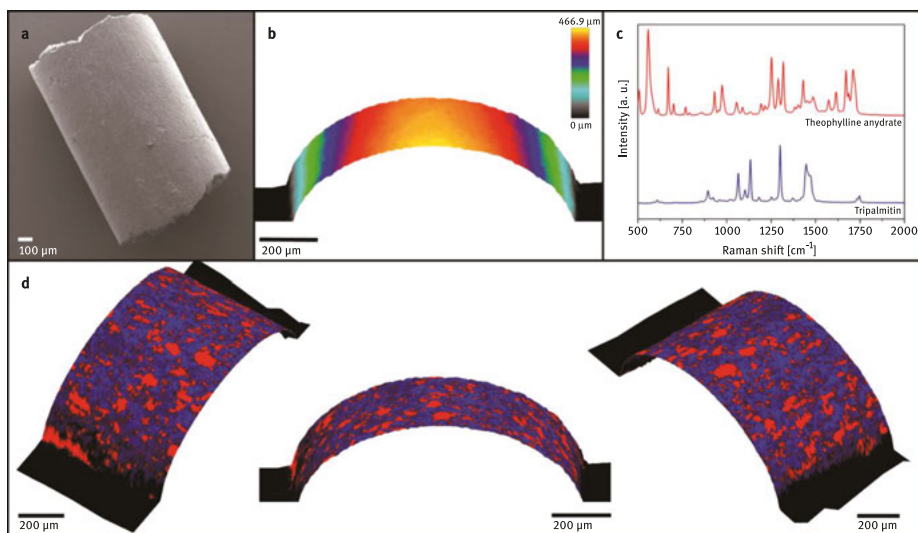 a
100 µm
b
466.9 µm
0 µm
200 µm
c
Intensity [a. u.]
Theophylline anydrate
Tripalmitin
500 750 1000 1250 1500 1750 2000
Raman shift [cm⁻¹]
d
200 µm
200 µm
200 µm